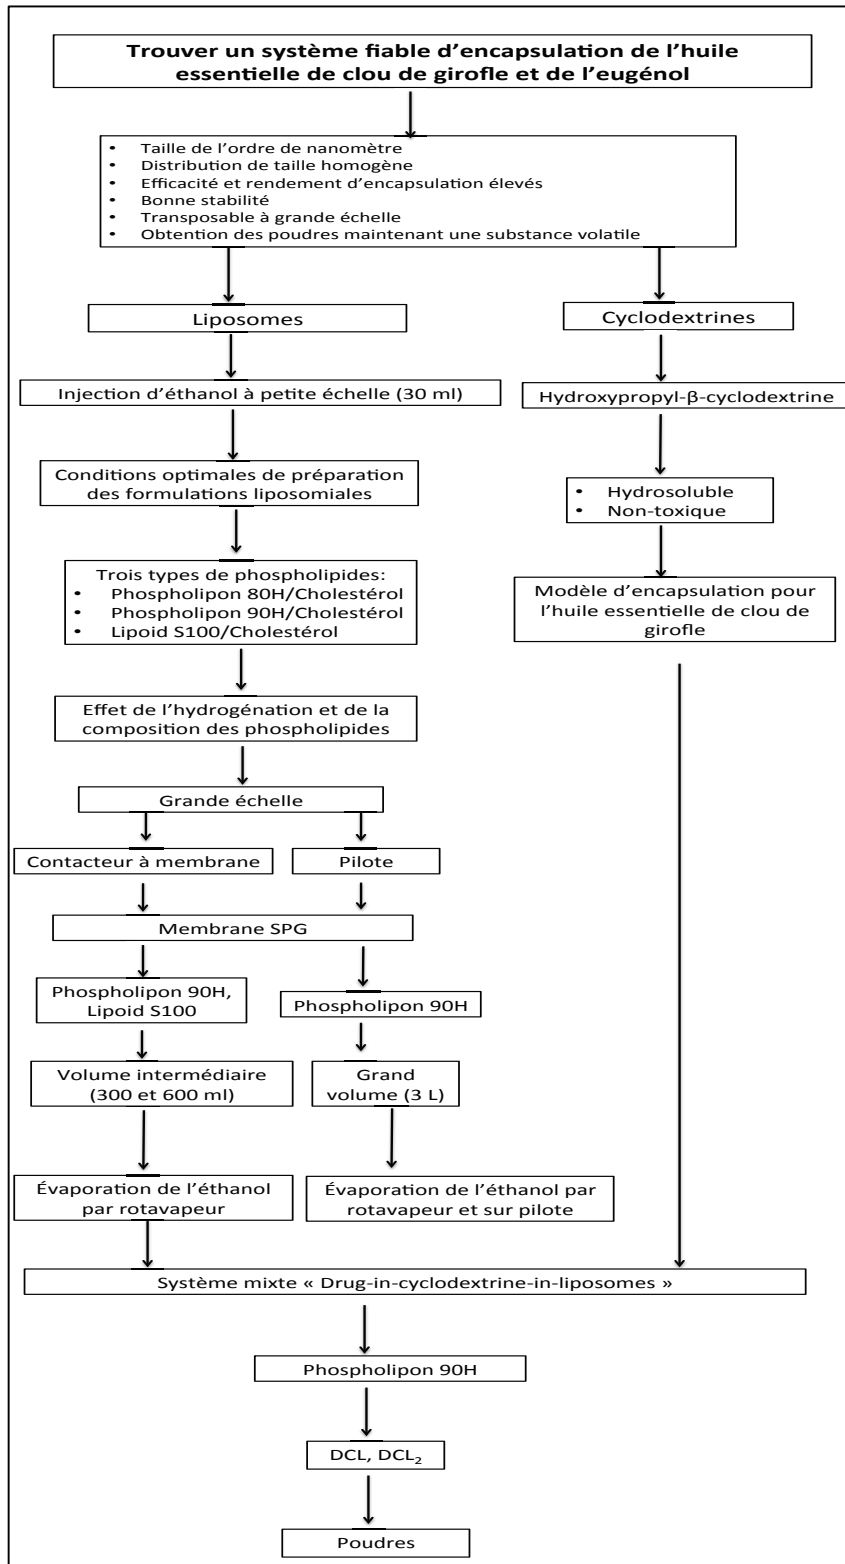 Trouver un système fiable d’encapsulation de l’huile
essentielle de clou de girofle et de l’eugénol
• Taille de l’ordre de nanomètre
• Distribution de taille homogène
• Efficacité et rendement d’encapsulation élevés
• Bonne stabilité
• Transposable à grande échelle
• Obtention des poudres maintenant une substance volatile
Liposomes
Cyclodextrines
Injection d’éthanol à petite échelle (30 ml)
Hydroxypropyl-β-cyclodextrine
Conditions optimales de préparation
des formulations liposomiales
• Hydrosoluble
• Non-toxique
Trois types de phospholipides:
• Phospholipon 80H/Cholestérol
• Phospholipon 90H/Cholestérol
• Lipoid S100/Cholestérol
Modèle d’encapsulation pour
l’huile essentielle de clou de
girofle
Effet de l’hydrogénation et de la
composition des phospholipides
Grande échelle
Contacteur à membrane
Pilote
Membrane SPG
Phospholipon 90H,
Lipoid S100
Phospholipon 90H
Volume intermédiaire
(300 et 600 ml)
Grand
volume (3 L)
Évaporation de l’éthanol
par rotavapeur
Évaporation de l’éthanol par
rotavapeur et sur pilote
Système mixte « Drug-in-cyclodextrine-in-liposomes »
Phospholipon 90H
DCL, DCL₂
Poudres